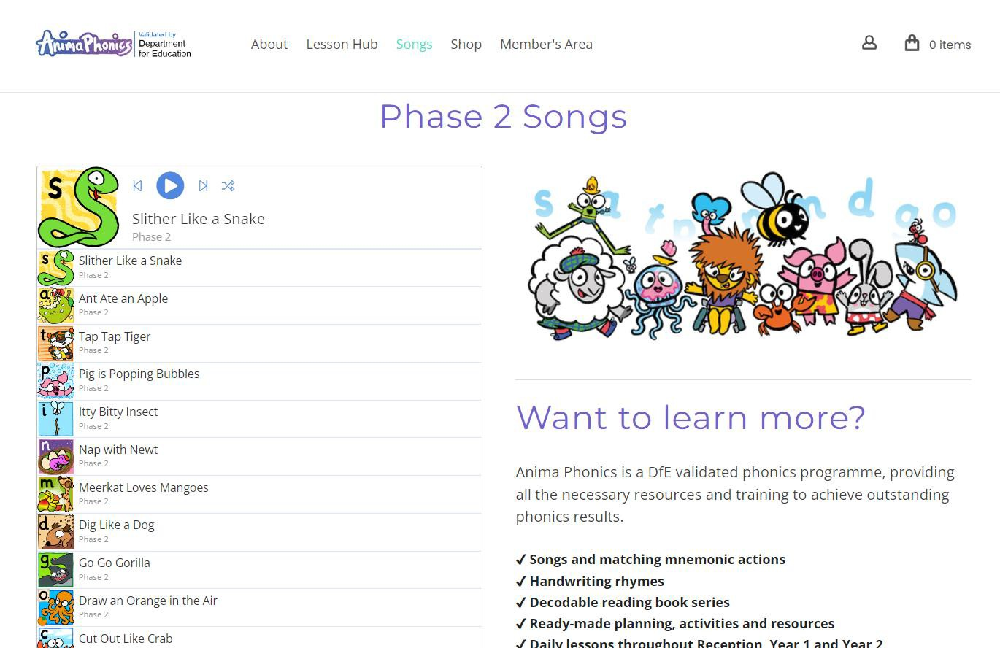 AnimaPhonics
Validated by
Department
for Education
About
Lesson Hub
Songs
Shop
Member's Area
0 items
Phase 2 Songs
s
Slither Like a Snake
Phase 2
s
Slither Like a Snake
Phase 2
a
Ant Ate an Apple
Phase 2
t
Tap Tap Tiger
Phase 2
p
Pig is Popping Bubbles
Phase 2
i
Itty Bitty Insect
Phase 2
n
Nap with Newt
Phase 2
m
Meerkat Loves Mangoes
Phase 2
d
Dig Like a Dog
Phase 2
g
Go Go Gorilla
Phase 2
o
Draw an Orange in the Air
Phase 2
c
Cut Out Like Crab
s a t p n m d g o
Want to learn more?
Anima Phonics is a DfE validated phonics programme, providing
all the necessary resources and training to achieve outstanding
phonics results.
✓ Songs and matching mnemonic actions
✓ Handwriting rhymes
✓ Decodable reading book series
✓ Ready-made planning, activities and resources
✓ Daily lessons throughout Reception, Year 1 and Year 2